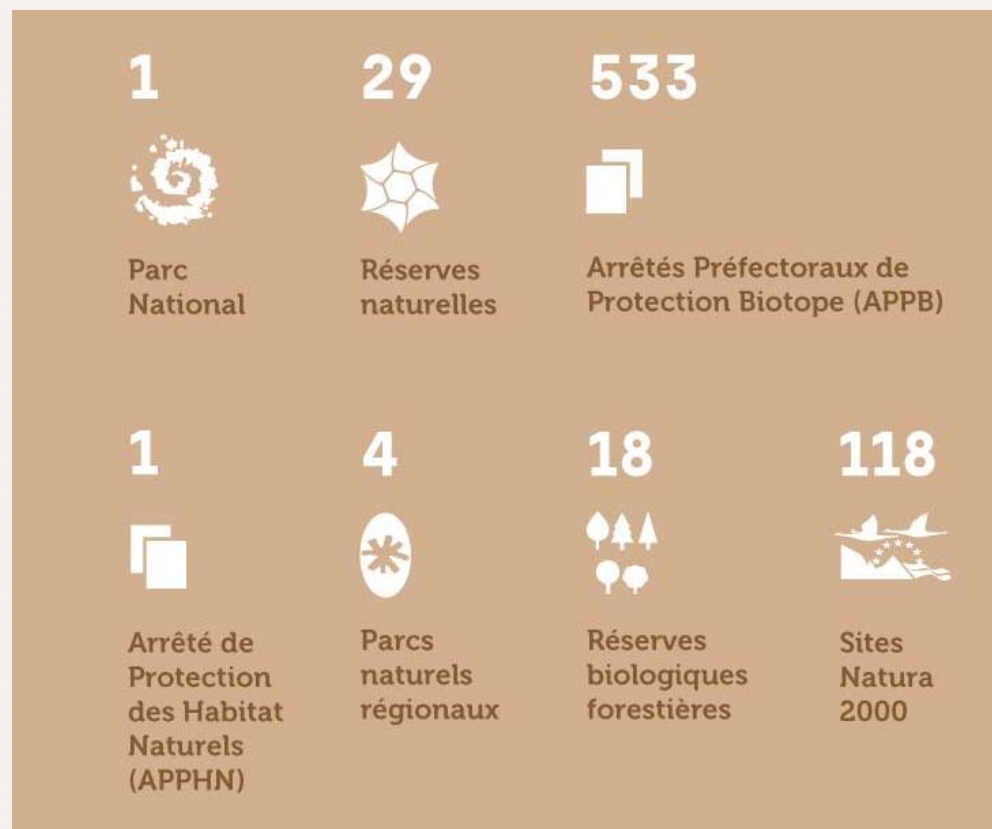 1
Parc
National
29
Réserves
naturelles
533
Arrêtés Préfectoraux de
Protection Biotope (APPB)
1
Arrêté de
Protection
des Habitat
Naturels
(APPHN)
4
Parcs
naturels
régionaux
18
Réserves
biologiques
forestières
118
Sites
Natura
2000